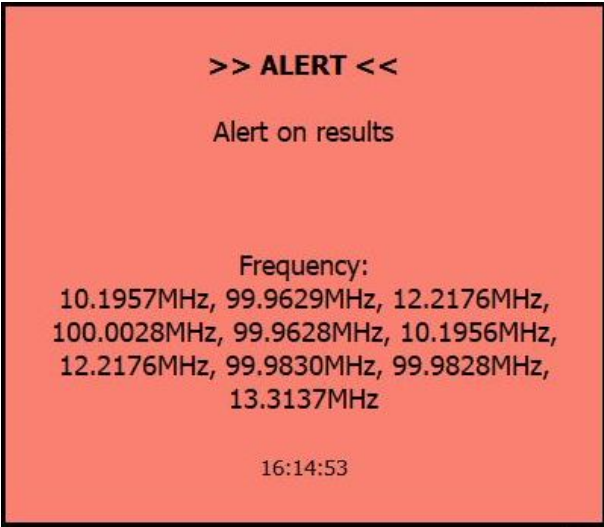 >> ALERT <<
Alert on results
Frequency:
10.1957MHz, 99.9629MHz, 12.2176MHz,
100.0028MHz, 99.9628MHz, 10.1956MHz,
12.2176MHz, 99.9830MHz, 99.9828MHz,
13.3137MHz
16:14:53